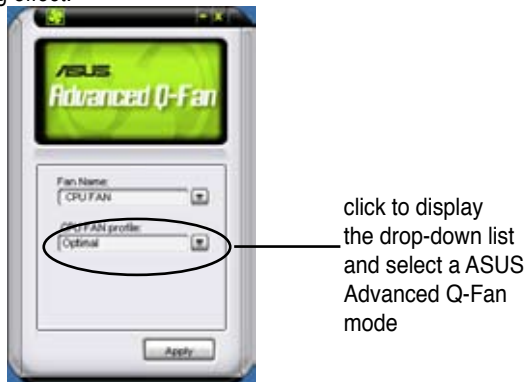 g effect.
ASUS
Advanced Q-Fan
Fan Name:
CPU FAN
CPU FAN profile:
Optimal
Apply
click to display
the drop-down list
and select a ASUS
Advanced Q-Fan
mode